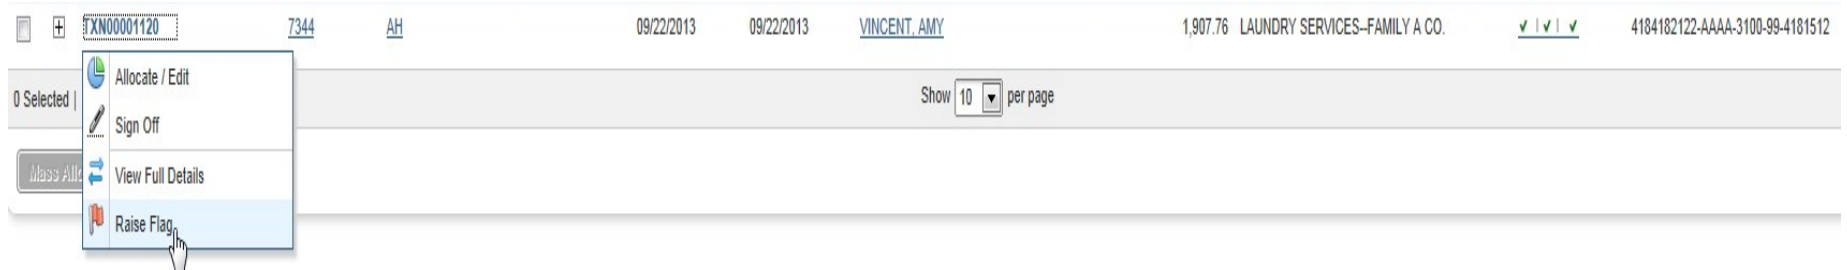 TXN00001120 7344 AH 09/22/2013 09/22/2013 VINCENT, AMY 1,907.76 LAUNDRY SERVICES--FAMILY A CO. ✔ | ✔ | ✔ 4184182122-AAAA-3100-99-4181512
Allocate / Edit
0 Selected | Show 10 per page
Sign Off
Mass Allo
View Full Details
Raise Flag